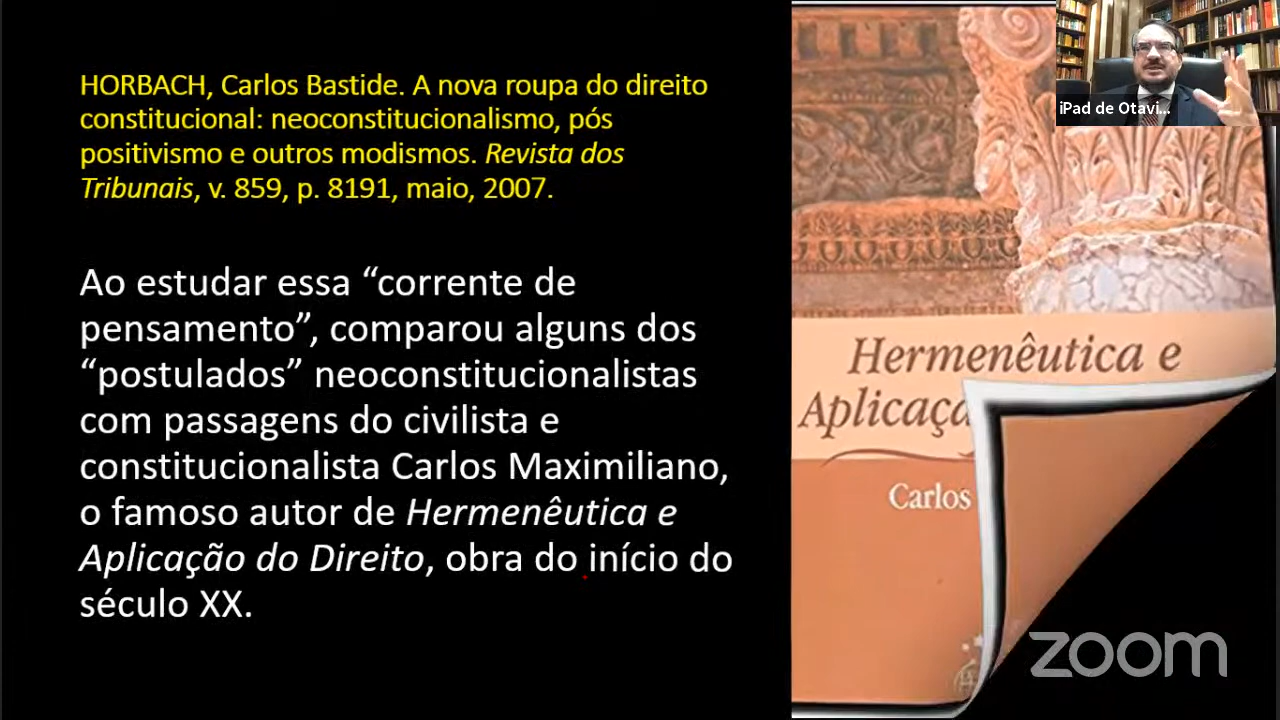 HORBACH, Carlos Bastide. A nova roupa do direito
constitucional: neoconstitucionalismo, pós
positivismo e outros modismos. Revista dos
Tribunais, v. 859, p. 8191, maio, 2007.
Ao estudar essa “corrente de
pensamento”, comparou alguns dos
“postulados” neoconstitucionalistas
com passagens do civilista e
constitucionalista Carlos Maximiliano,
o famoso autor de Hermenêutica e
Aplicação do Direito, obra do início do
século XX.
iPad de Otavi...
Hermenêutica e
Aplicaça
Carlos
zoom